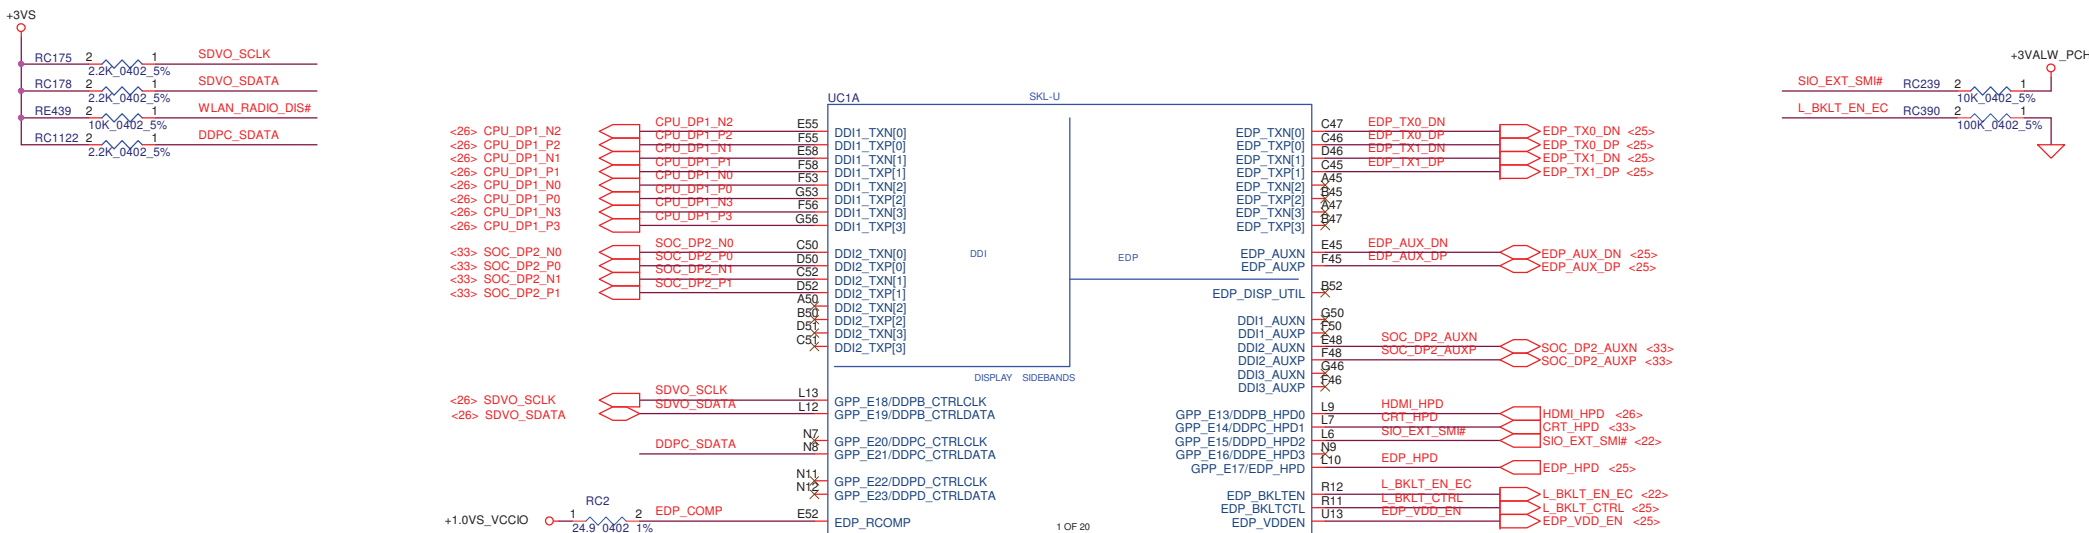 +3VS
RC175 2 1 SDVO_SCLK
2.2K_0402_5%
RC178 2 1 SDVO_SDATA
2.2K_0402_5%
RE439 2 1 WLAN_RADIO_DIS#
10K_0402_5%
RC1122 2 1 DDPC_SDATA
2.2K_0402_5%
+3VALW_PCH
SIO_EXT_SMI# RC239 2 1
10K_0402_5%
L_BKLT_EN_EC RC390 2 1
100K_0402_5%
UC1A SKL-U
<26> CPU_DP1_N2 CPU_DP1_N2 E55 DDI1_TXN[0]
<26> CPU_DP1_P2 CPU_DP1_P2 F55 DDI1_TXP[0]
<26> CPU_DP1_N1 CPU_DP1_N1 E58 DDI1_TXN[1]
<26> CPU_DP1_P1 CPU_DP1_P1 F58 DDI1_TXP[1]
<26> CPU_DP1_N0 CPU_DP1_N0 F53 DDI1_TXN[2]
<26> CPU_DP1_P0 CPU_DP1_P0 G53 DDI1_TXP[2]
<26> CPU_DP1_N3 CPU_DP1_N3 F56 DDI1_TXN[3]
<26> CPU_DP1_P3 CPU_DP1_P3 G56 DDI1_TXP[3]
<33> SOC_DP2_N0 SOC_DP2_N0 C50 DDI2_TXN[0]
<33> SOC_DP2_P0 SOC_DP2_P0 D50 DDI2_TXP[0]
<33> SOC_DP2_N1 SOC_DP2_N1 C52 DDI2_TXN[1]
<33> SOC_DP2_P1 SOC_DP2_P1 D52 DDI2_TXP[1]
A50 DDI2_TXN[2]
B50 DDI2_TXP[2]
D51 DDI2_TXN[3]
C51 DDI2_TXP[3]
DDI
EDP
DISPLAY SIDEBANDS
<26> SDVO_SCLK SDVO_SCLK L13 GPP_E18/DDPB_CTRLCLK
<26> SDVO_SDATA SDVO_SDATA L12 GPP_E19/DDPB_CTRLDATA
N7 GPP_E20/DDPC_CTRLCLK
DDPC_SDATA N8 GPP_E21/DDPC_CTRLDATA
N11 GPP_E22/DDPD_CTRLCLK
N12 GPP_E23/DDPD_CTRLDATA
RC2
+1.0VS_VCCIO 1 2 EDP_COMP E52 EDP_RCOMP
24.9_0402_1%
1 OF 20
EDP_TXN[0] C47 EDP_TX0_DN EDP_TX0_DN <25>
EDP_TXP[0] C46 EDP_TX0_DP EDP_TX0_DP <25>
EDP_TXN[1] D46 EDP_TX1_DN EDP_TX1_DN <25>
EDP_TXP[1] C45 EDP_TX1_DP EDP_TX1_DP <25>
EDP_TXN[2] A45
EDP_TXP[2] B45
EDP_TXN[3] A47
EDP_TXP[3] B47
EDP_AUXN E45 EDP_AUX_DN EDP_AUX_DN <25>
EDP_AUXP F45 EDP_AUX_DP EDP_AUX_DP <25>
EDP_DISP_UTIL B52
DDI1_AUXN G50
DDI1_AUXP F50
DDI2_AUXN E48 SOC_DP2_AUXN SOC_DP2_AUXN <33>
DDI2_AUXP F48 SOC_DP2_AUXP SOC_DP2_AUXP <33>
DDI3_AUXN G46
DDI3_AUXP F46
GPP_E13/DDPB_HPD0 L9 HDMI_HPD HDMI_HPD <26>
GPP_E14/DDPC_HPD1 L7 CRT_HPD CRT_HPD <33>
GPP_E15/DDPD_HPD2 L6 SIO_EXT_SMI# SIO_EXT_SMI# <22>
GPP_E16/DDPE_HPD3 N9
GPP_E17/EDP_HPD L10 EDP_HPD EDP_HPD <25>
EDP_BKLTEN R12 L_BKLT_EN_EC L_BKLT_EN_EC <22>
EDP_BKLTCTL R11 L_BKLT_CTRL L_BKLT_CTRL <25>
EDP_VDDEN U13 EDP_VDD_EN EDP_VDD_EN <25>